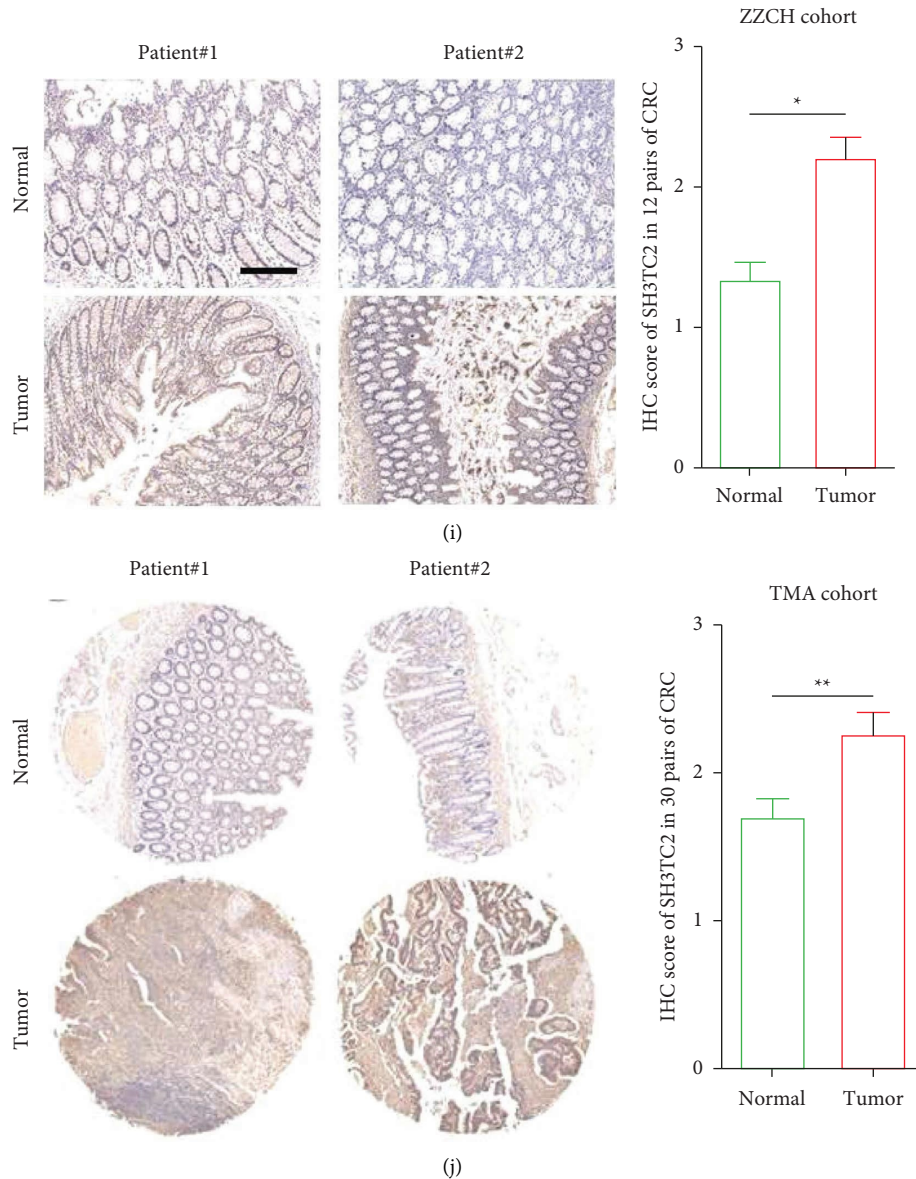 Patient#1
Patient#2
Normal
Tumor
ZZCH cohort
IHC score of SH3TC2 in 12 pairs of CRC
3
2
1
0
*
Normal
Tumor
(i)
Patient#1
Patient#2
Normal
Tumor
TMA cohort
IHC score of SH3TC2 in 30 pairs of CRC
3
2
1
0
**
Normal
Tumor
(j)